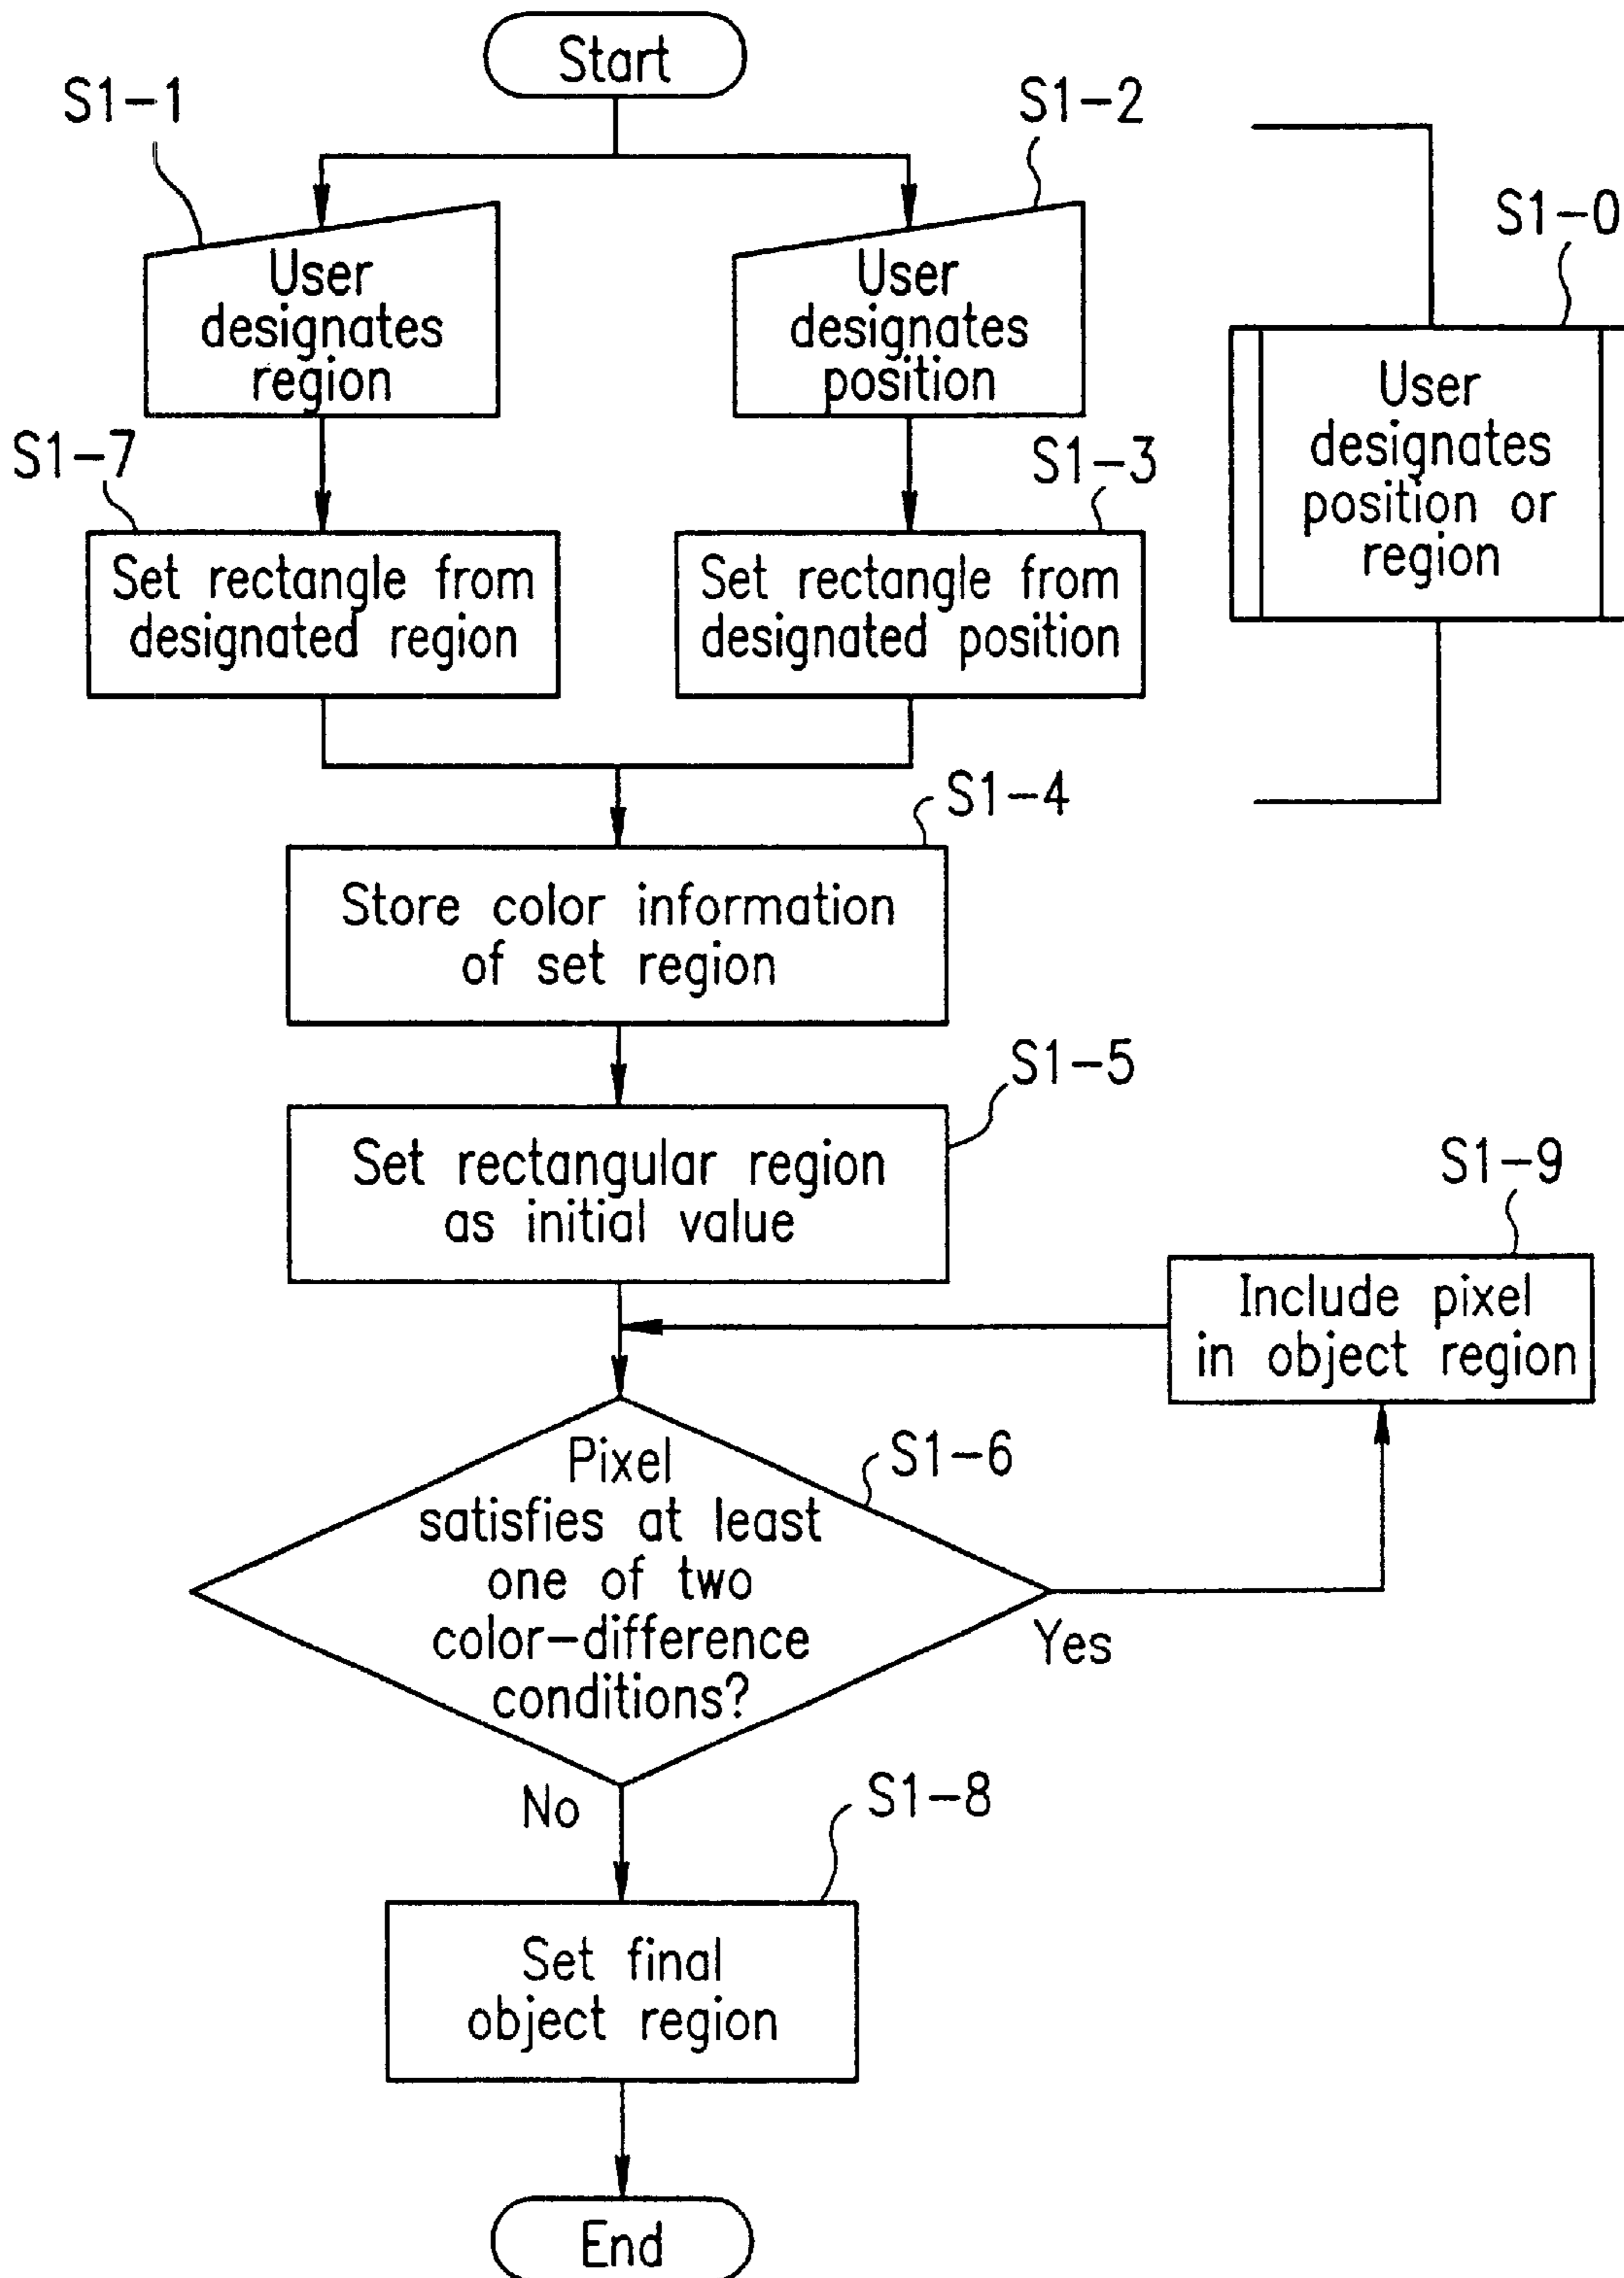 Start
S1-1
S1-2
S1-0
User
designates
region
User
designates
position
User
designates
position or
region
S1-7
S1-3
Set rectangle from
designated region
Set rectangle from
designated position
S1-4
Store color information
of set region
S1-5
Set rectangular region
as initial value
S1-9
Include pixel
in object region
S1-6
Pixel
satisfies at least
one of two
color-difference
conditions?
Yes
No
S1-8
Set final
object region
End